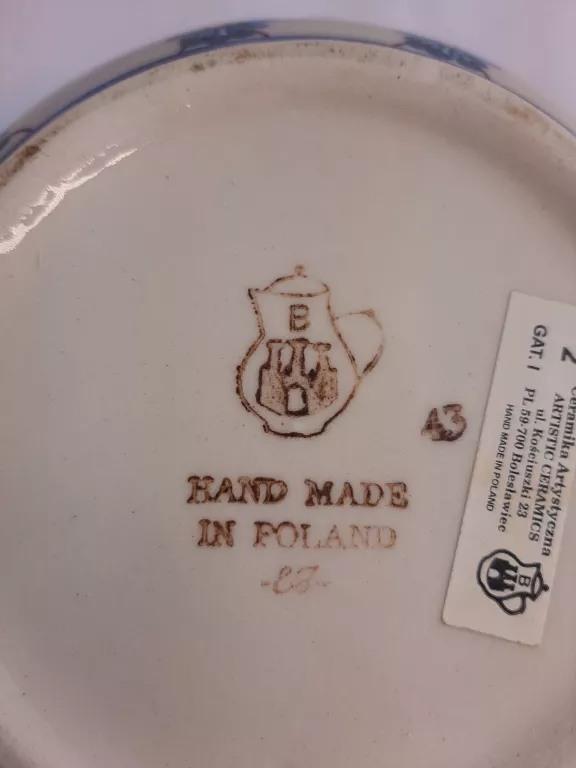 B
43
HAND MADE
IN POLAND
Ceramika Artystyczna
ARTISTIC CERAMICS
ul. Kościuszki 23
GAT. I PL 59-700 Bolesławiec
HAND MADE IN POLAND
B